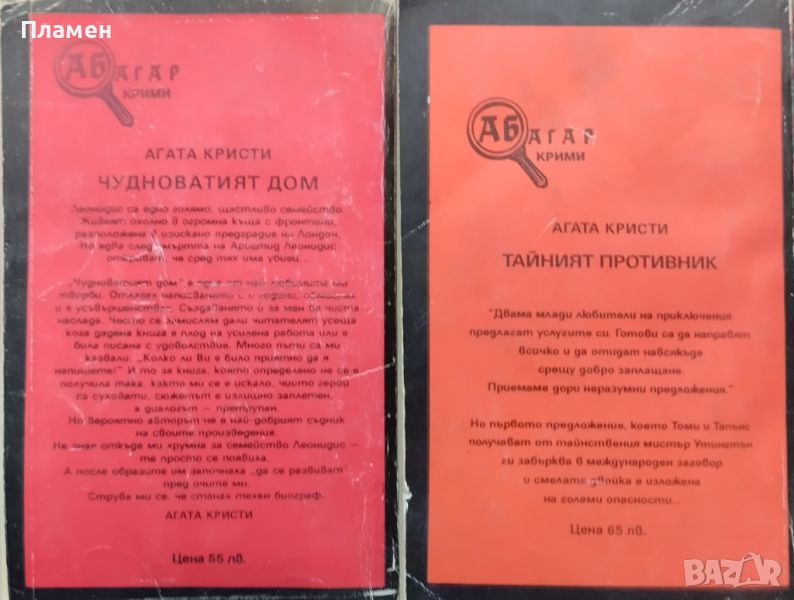 Пламен
АБАГАР
КРИМИ
АГАТА КРИСТИ
ЧУДНОВАТИЯТ ДОМ
Леонидис са едно голямо, щастливо семейство.
Живеят охолно в огромна къща с фронтони,
разположена в изискано предградие на Лондон.
Но едва след смъртта на Аристид Леонидис
откриват, че сред тях има убиец...
„Чудноватият дом" е една от най-любимите ми
творби. Отлагах написването с години, обмислях
и я усъвършенствах. Създаването ѝ за мен бе чиста
наслада. Често се замислям дали читателят усеща
кога дадена книга е плод на усилена работа или е
била писана с удоволствие. Много пъти са ми
казвали: „Колко ли Ви е било приятно да я
напишете!" И то за книга, която определено не се е
получила така, както ми се е искало, чиито герои
са суховати, сюжетът е излишно заплетен,
а диалогът – претрупан.
Но вероятно авторът не е най-добрият съдник
на своите произведения.
Не зная откъде ми хрумна за семейство Леонидис –
те просто се появиха.
А после образите им започнаха „да се развиват"
пред очите ми.
Струва ми се, че станах техен биограф.
АГАТА КРИСТИ
Цена 55 лв.
АБАГАР
КРИМИ
АГАТА КРИСТИ
ТАЙНИЯТ ПРОТИВНИК
"Двама млади любители на приключения
предлагат услугите си. Готови са да направят
всичко и да отидат навсякъде
срещу добро заплащане.
Приемаме дори неразумни предложения."
Но първото предложение, което Томи и Тапънс
получават от тайнствения мистър Уитингтън
ги забърква в международен заговор
и смелата двойка е изложена
на големи опасности...
Цена 65 лв.
BAZAR